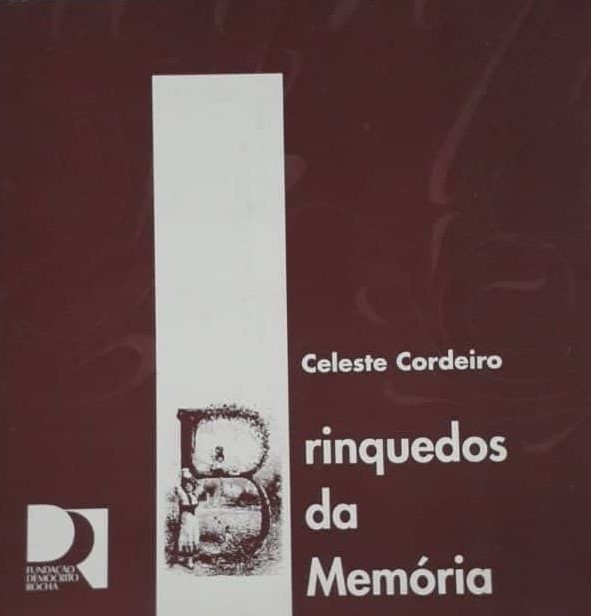 Celeste Cordeiro
Brinquedos
da
Memória
FUNDAÇÃO
DEMÓCRITO
ROCHA